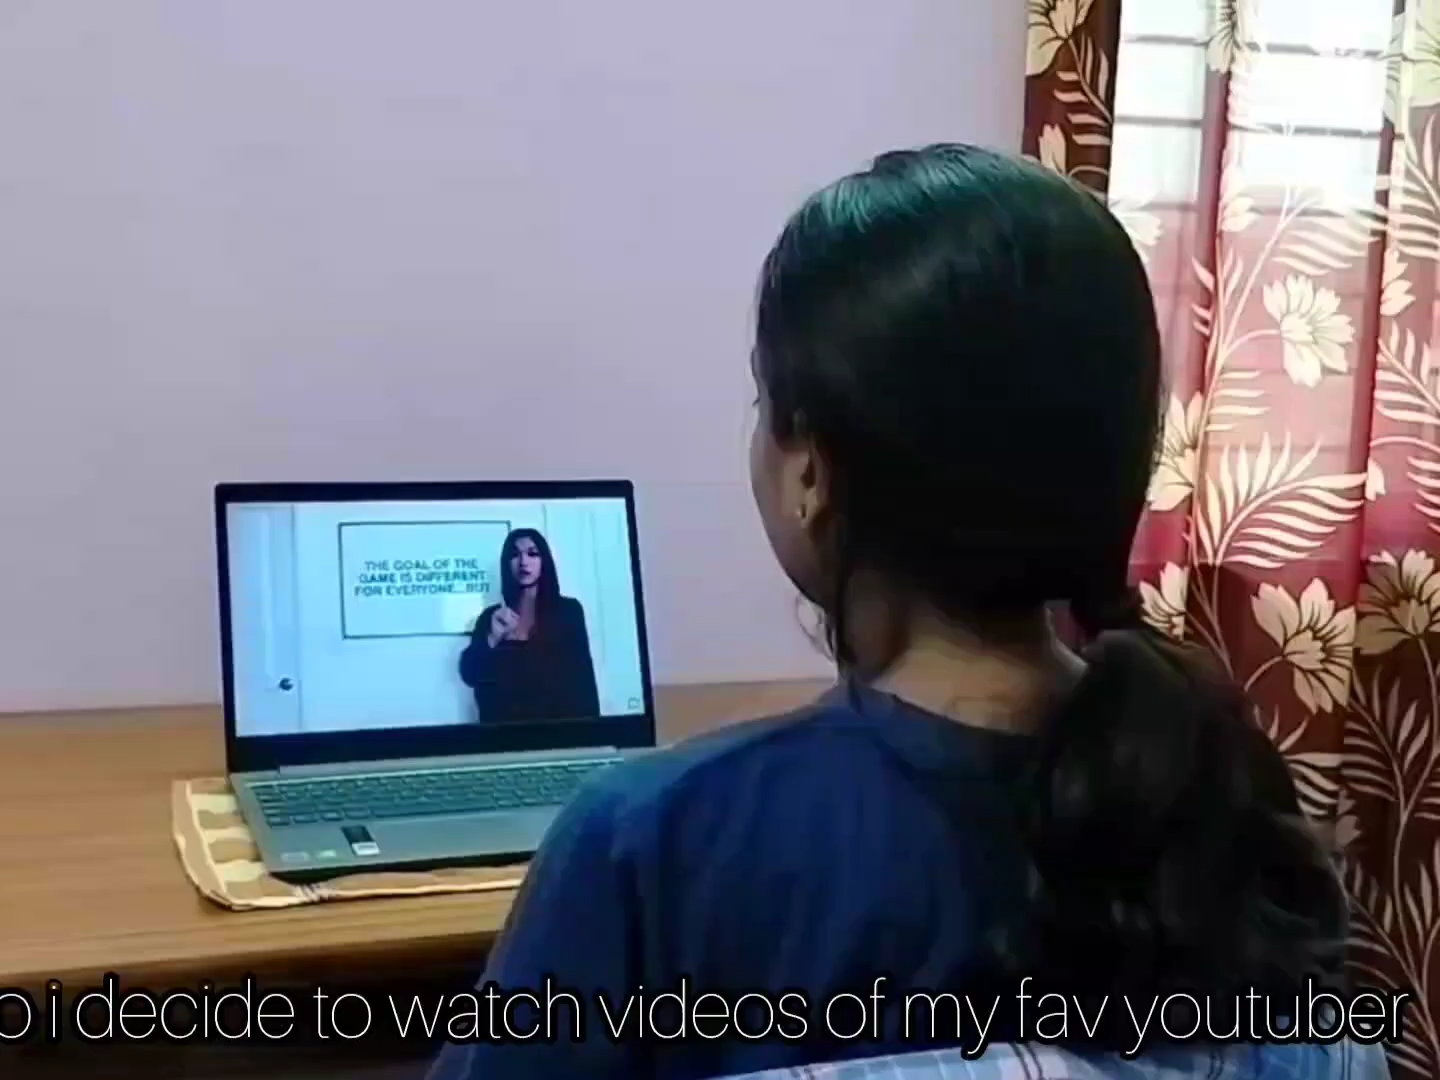 THE GOAL OF THE
GAME IS DIFFERENT
FOR EVERYONE...BUT
o i decide to watch videos of my fav youtuber